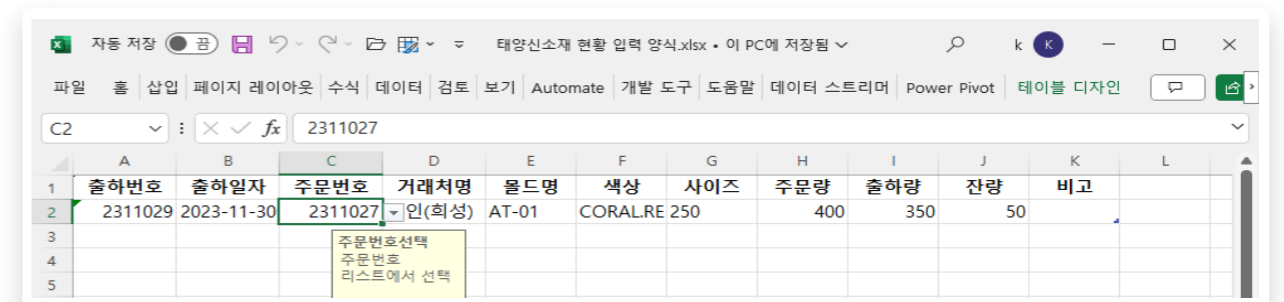 자동 저장 끔 태양신소재 현황 입력 양식.xlsx • 이 PC에 저장됨 k K
파일 홈 삽입 페이지 레이아웃 수식 데이터 검토 보기 Automate 개발 도구 도움말 데이터 스트리머 Power Pivot 테이블 디자인
C2 fx 2311027
A B C D E F G H I J K L
1 출하번호 출하일자 주문번호 거래처명 몰드명 색상 사이즈 주문량 출하량 잔량 비고
2 2311029 2023-11-30 2311027 인(희성) AT-01 CORAL.RE 250 400 350 50
3 주문번호선택
4 주문번호
5 리스트에서 선택